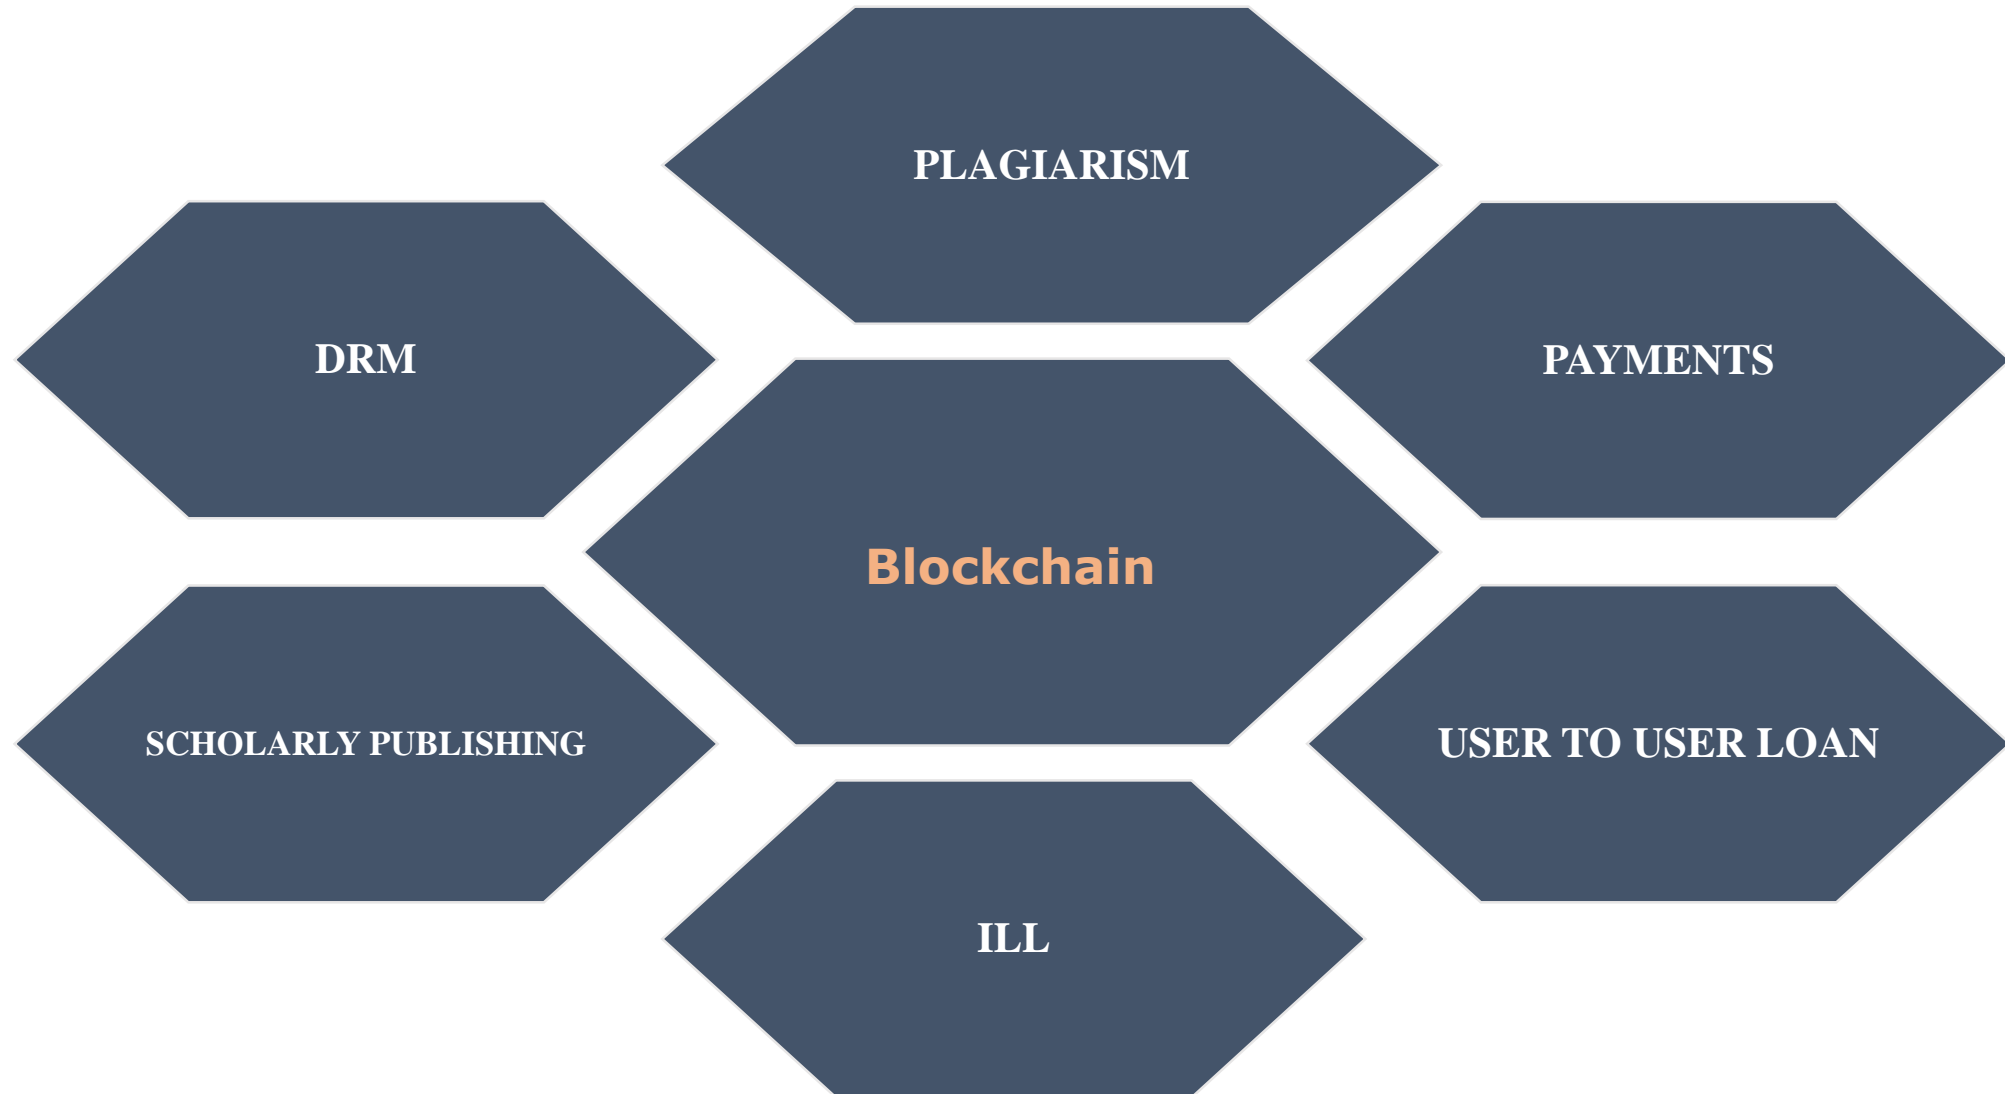 PLAGIARISM
DRM
PAYMENTS
Blockchain
SCHOLARLY PUBLISHING
USER TO USER LOAN
ILL